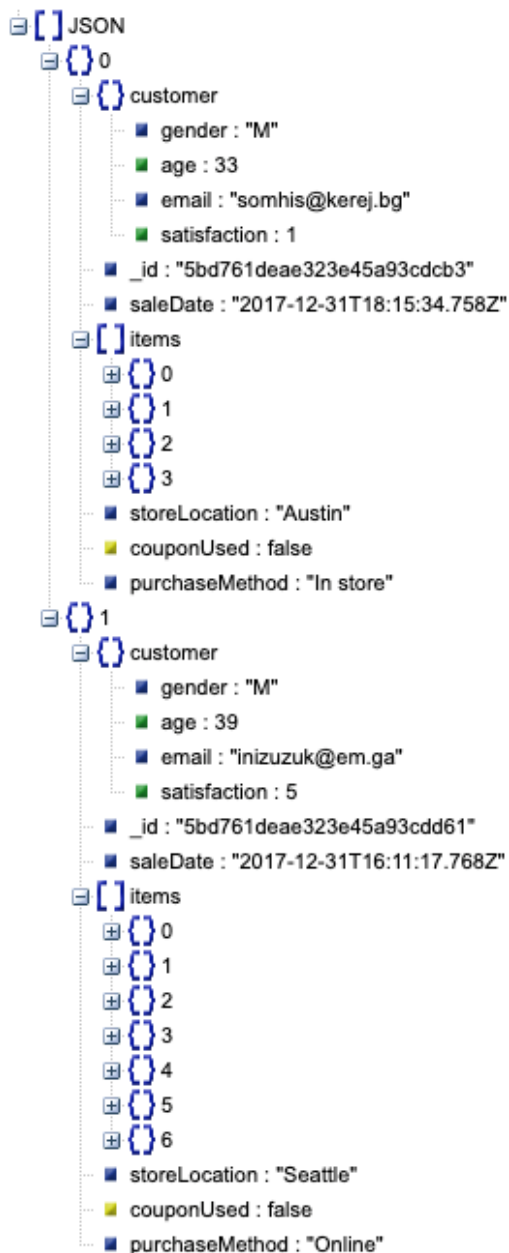 JSON
0
customer
gender : "M"
age : 33
email : "somhis@kerej.bg"
satisfaction : 1
_id : "5bd761deae323e45a93cdcb3"
saleDate : "2017-12-31T18:15:34.758Z"
items
0
1
2
3
storeLocation : "Austin"
couponUsed : false
purchaseMethod : "In store"
1
customer
gender : "M"
age : 39
email : "inizuzuk@em.ga"
satisfaction : 5
_id : "5bd761deae323e45a93cdd61"
saleDate : "2017-12-31T16:11:17.768Z"
items
0
1
2
3
4
5
6
storeLocation : "Seattle"
couponUsed : false
purchaseMethod : "Online"